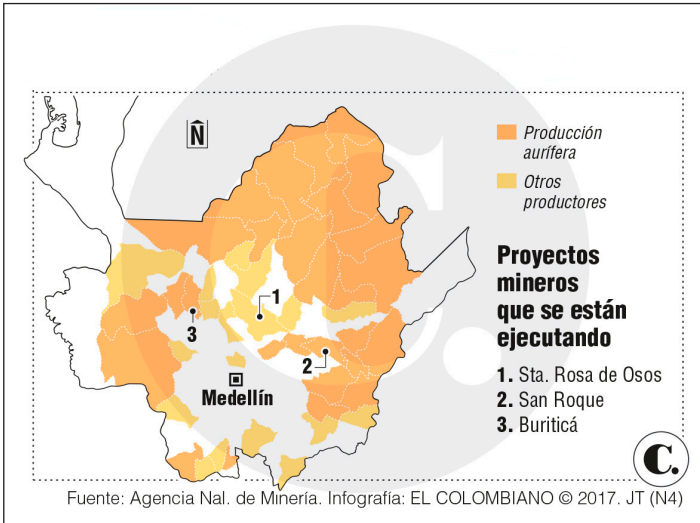 N
Producción
aurífera
Otros
productores
Proyectos
mineros
que se están
ejecutando
1. Sta. Rosa de Osos
2. San Roque
3. Buriticá
1
3
2
Medellín
C.
Fuente: Agencia Nal. de Minería. Infografía: EL COLOMBIANO © 2017. JT (N4)